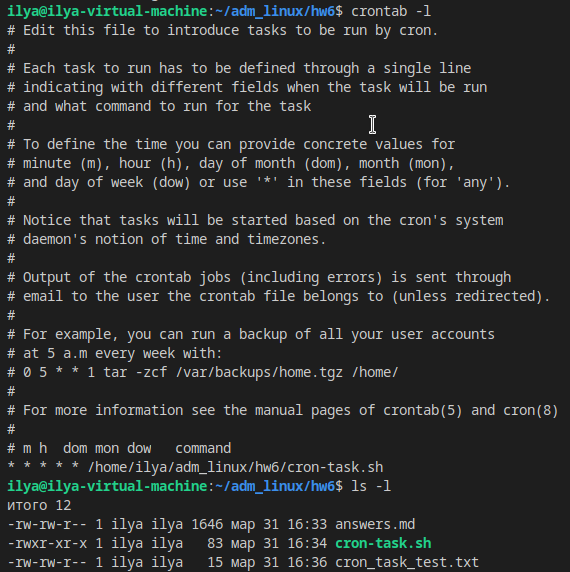 ilya@ilya-virtual-machine:~/adm_linux/hw6$ crontab -l
# Edit this file to introduce tasks to be run by cron.
#
# Each task to run has to be defined through a single line
# indicating with different fields when the task will be run
# and what command to run for the task
#
# To define the time you can provide concrete values for
# minute (m), hour (h), day of month (dom), month (mon),
# and day of week (dow) or use '*' in these fields (for 'any').
#
# Notice that tasks will be started based on the cron's system
# daemon's notion of time and timezones.
#
# Output of the crontab jobs (including errors) is sent through
# email to the user the crontab file belongs to (unless redirected).
#
# For example, you can run a backup of all your user accounts
# at 5 a.m every week with:
# 0 5 * * 1 tar -zcf /var/backups/home.tgz /home/
#
# For more information see the manual pages of crontab(5) and cron(8)
#
# m h  dom mon dow   command
* * * * * /home/ilya/adm_linux/hw6/cron-task.sh
ilya@ilya-virtual-machine:~/adm_linux/hw6$ ls -l
итого 12
-rw-rw-r-- 1 ilya ilya 1646 мар 31 16:33 answers.md
-rwxr-xr-x 1 ilya ilya   83 мар 31 16:34 cron-task.sh
-rw-rw-r-- 1 ilya ilya   15 мар 31 16:36 cron_task_test.txt